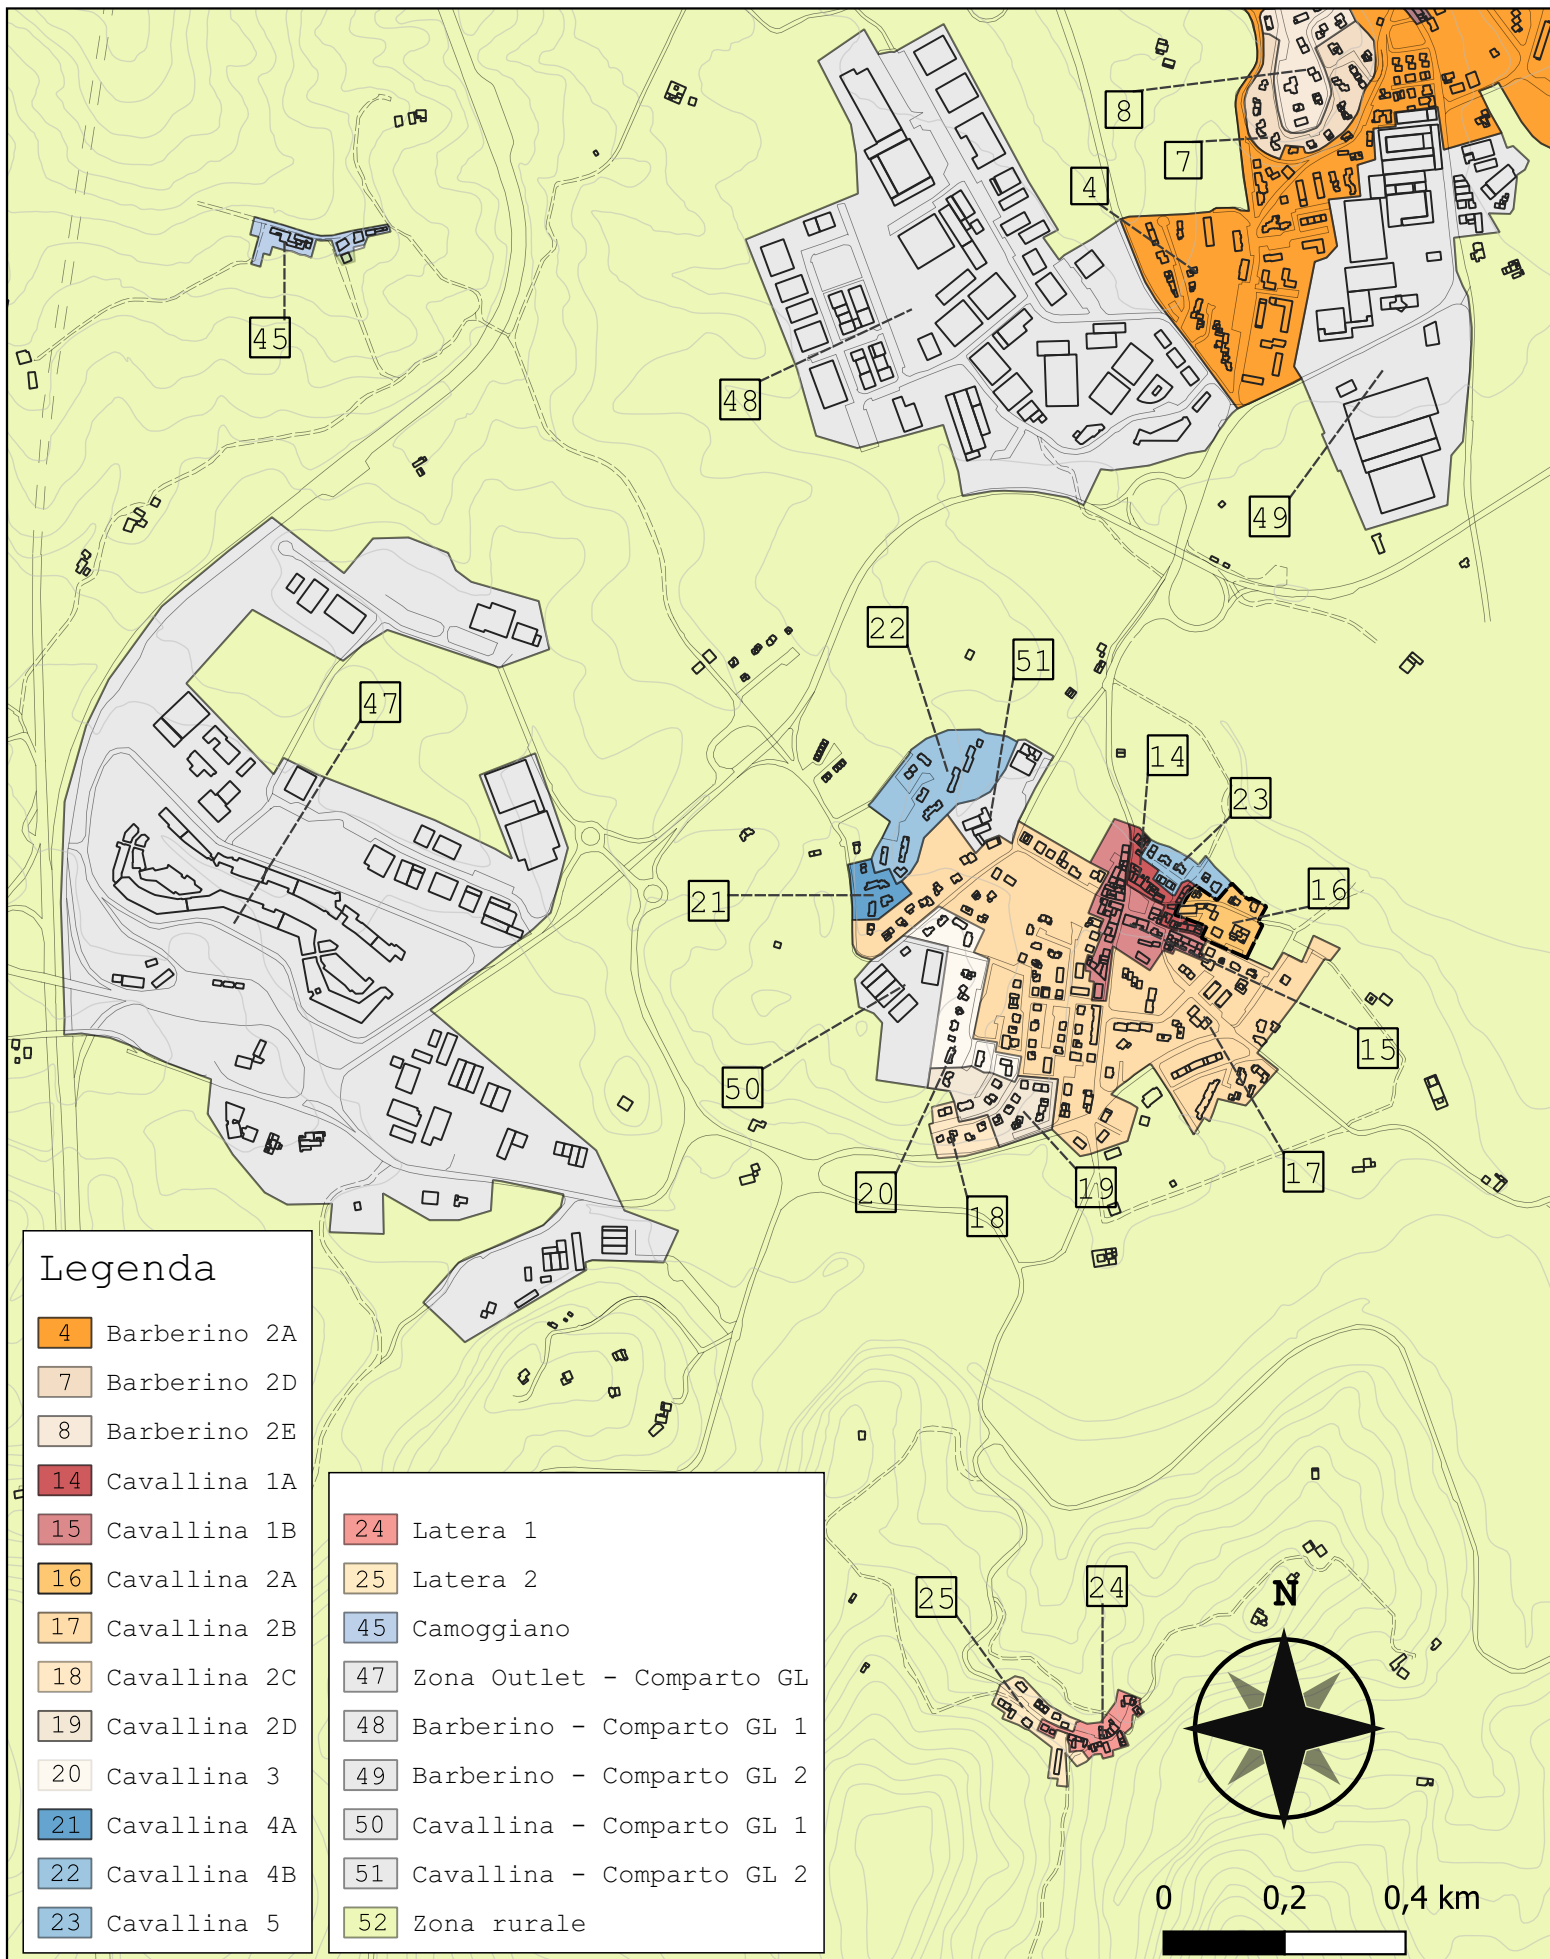 8
7
4
45
48
49
22
51
47
14
23
16
21
15
50
17
20
19
18
25
24
N
Legenda
4 Barberino 2A
7 Barberino 2D
8 Barberino 2E
14 Cavallina 1A
15 Cavallina 1B
16 Cavallina 2A
17 Cavallina 2B
18 Cavallina 2C
19 Cavallina 2D
20 Cavallina 3
21 Cavallina 4A
22 Cavallina 4B
23 Cavallina 5
24 Latera 1
25 Latera 2
45 Camoggiano
47 Zona Outlet - Comparto GL
48 Barberino - Comparto GL 1
49 Barberino - Comparto GL 2
50 Cavallina - Comparto GL 1
51 Cavallina - Comparto GL 2
52 Zona rurale
0 0,2 0,4 km